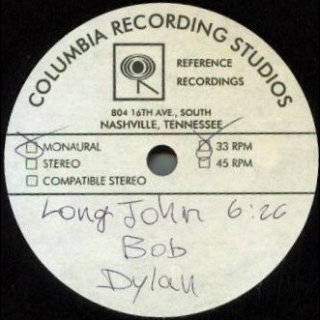 COLUMBIA RECORDING STUDIOS
REFERENCE
RECORDINGS
804 16TH AVE., SOUTH
NASHVILLE, TENNESSEE
MONAURAL
33 RPM
STEREO
45 RPM
COMPATIBLE STEREO
Long John 6:26
Bob
Dylan